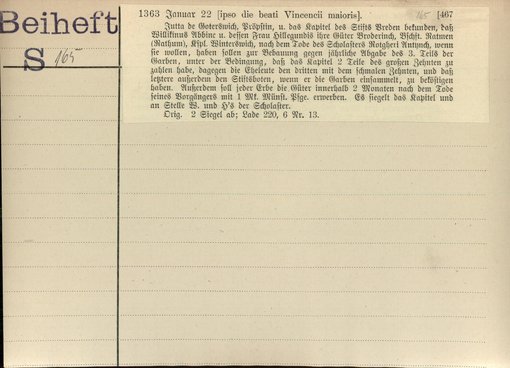 Beiheft
S 165
1363 Januar 22 [ipso die beati Vincencii maioris]. 165 [467
Jutta de Goterswich, Pröpstin, u. das Kapitel des Stifts Vreden bekunden, daß
Willikinus Abbinc u. dessen Frau Hillegundis ihr Güter Broderinch, Bschft. Ratmen
(Rathum), Kspl. Winterswich, nach dem Tode des Scholasters Rotgheri Antynch, wenn
sie wollen, haben sollen zur Bebauung gegen jährliche Abgabe des 3. Teils der
Garben, unter der Bedingung, daß das Kapitel 2 Teile des großen Zehnten zu
zahlen habe, dagegen die Eheleute den dritten mit dem schmalen Zehnten, und daß
letztere außerdem den Stiftsboten, wenn er die Garben einsammelt, zu beköstigen
haben. Außerdem soll jeder Erbe die Güter innerhalb 2 Monaten nach dem Tode
seines Vorgängers mit 1 Mk. Münst. Pfge. erwerben. Es siegelt das Kapitel und
an Stelle W. und H's der Scholaster.
Orig. 2 Siegel ab; Lade 220, 6 Nr. 13.